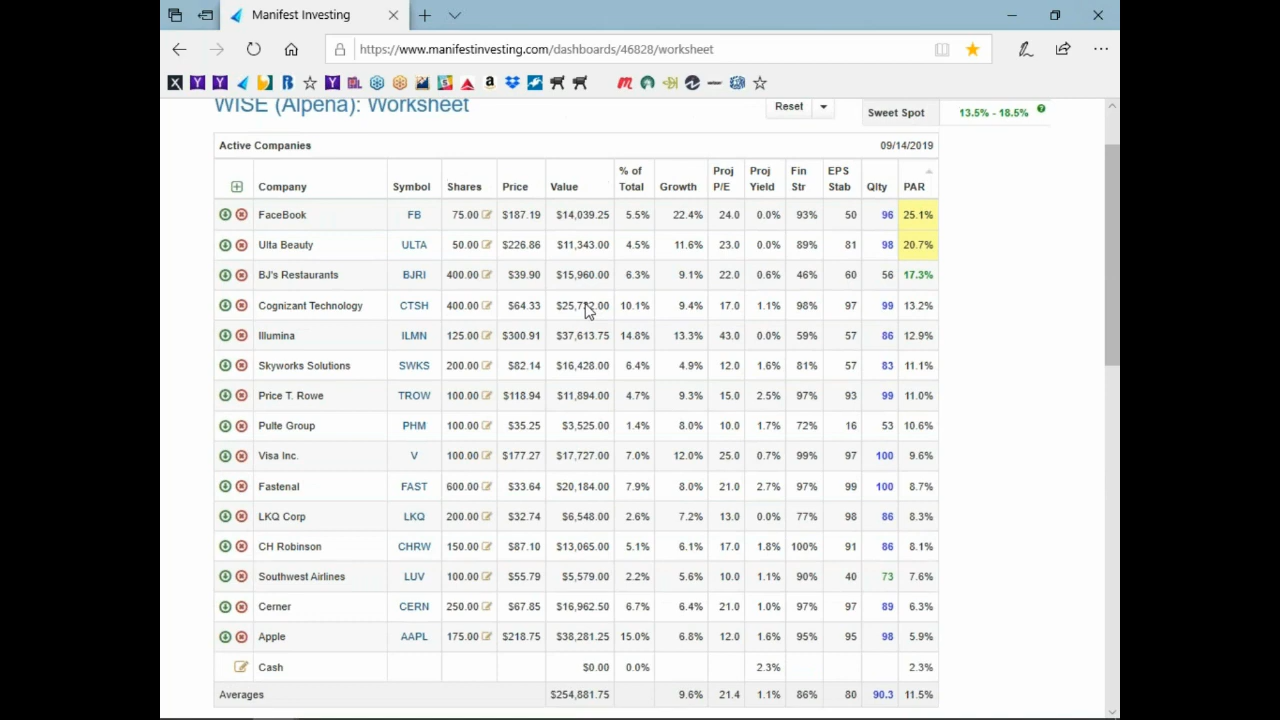 Manifest Investing
https://www.manifestinvesting.com/dashboards/46828/worksheet
WISE (Alpena): Worksheet
Reset
Sweet Spot 13.5% - 18.5%
Active Companies 09/14/2019
Company Symbol Shares Price Value % of Total Growth Proj P/E Proj Yield Fin Str EPS Stab Qlty PAR
FaceBook FB 75.00 $187.19 $14,039.25 5.5% 22.4% 24.0 0.0% 93% 50 96 25.1%
Ulta Beauty ULTA 50.00 $226.86 $11,343.00 4.5% 11.6% 23.0 0.0% 89% 81 98 20.7%
BJ's Restaurants BJRI 400.00 $39.90 $15,960.00 6.3% 9.1% 22.0 0.6% 46% 60 56 17.3%
Cognizant Technology CTSH 400.00 $64.33 $25,732.00 10.1% 9.4% 17.0 1.1% 98% 97 99 13.2%
Illumina ILMN 125.00 $300.91 $37,613.75 14.8% 13.3% 43.0 0.0% 59% 57 86 12.9%
Skyworks Solutions SWKS 200.00 $82.14 $16,428.00 6.4% 4.9% 12.0 1.6% 81% 57 83 11.1%
Price T. Rowe TROW 100.00 $118.94 $11,894.00 4.7% 9.3% 15.0 2.5% 97% 93 99 11.0%
Pulte Group PHM 100.00 $35.25 $3,525.00 1.4% 8.0% 10.0 1.7% 72% 16 53 10.6%
Visa Inc. V 100.00 $177.27 $17,727.00 7.0% 12.0% 25.0 0.7% 99% 97 100 9.6%
Fastenal FAST 600.00 $33.64 $20,184.00 7.9% 8.0% 21.0 2.7% 97% 99 100 8.7%
LKQ Corp LKQ 200.00 $32.74 $6,548.00 2.6% 7.2% 13.0 0.0% 77% 98 86 8.3%
CH Robinson CHRW 150.00 $87.10 $13,065.00 5.1% 6.1% 17.0 1.8% 100% 91 86 8.1%
Southwest Airlines LUV 100.00 $55.79 $5,579.00 2.2% 5.6% 10.0 1.1% 90% 40 73 7.6%
Cerner CERN 250.00 $67.85 $16,962.50 6.7% 6.4% 21.0 1.0% 97% 97 89 6.3%
Apple AAPL 175.00 $218.75 $38,281.25 15.0% 6.8% 12.0 1.6% 95% 95 98 5.9%
Cash $0.00 0.0% 2.3% 2.3%
Averages $254,881.75 9.6% 21.4 1.1% 86% 80 90.3 11.5%